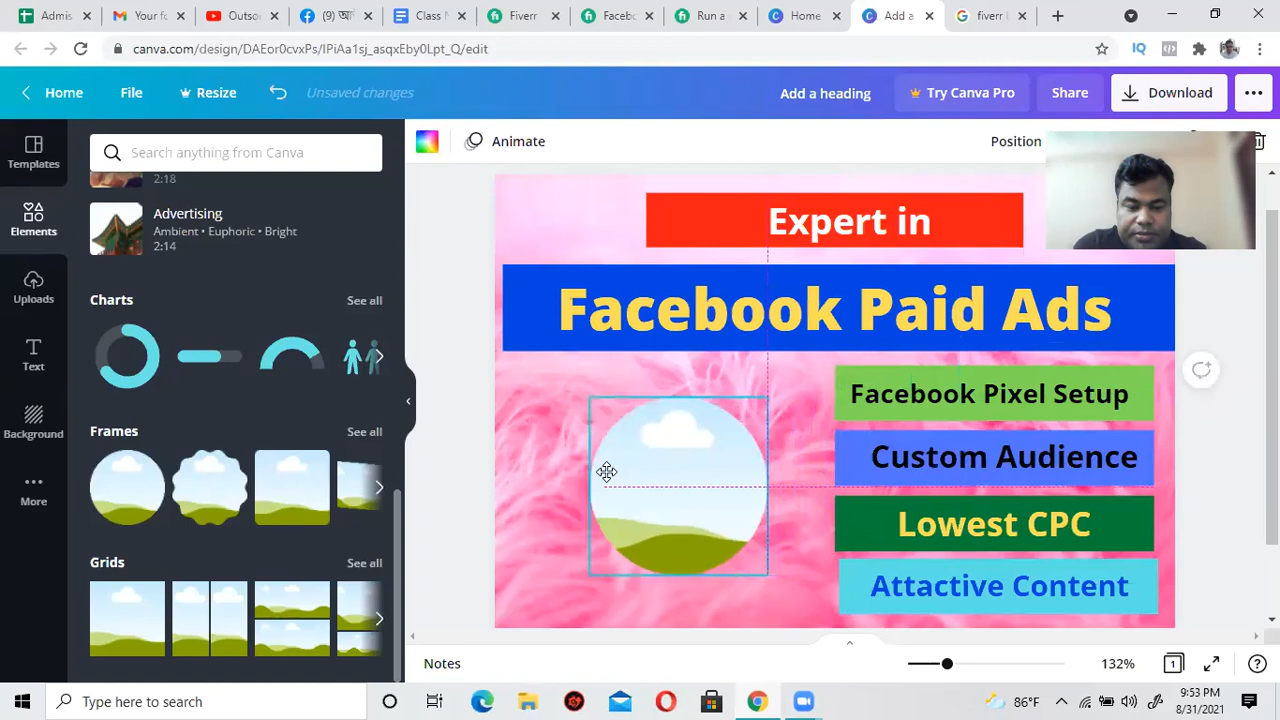 Admis
Your fo
Outsou
(৯) আ
Class N
Fiverr
Facebo
Run a
Home
Add a
fiverr l
canva.com/design/DAEor0cvxPs/IPiAa1sj_asqxEby0Lpt_Q/edit
IQ
Home
File
Resize
Unsaved changes
Add a heading
Try Canva Pro
Share
Download
Templates
Elements
Uploads
Text
Background
More
Search anything from Canva
2:18
Advertising
Ambient • Euphoric • Bright
2:14
Charts
See all
Frames
See all
Grids
See all
Animate
Position
Expert in
Facebook Paid Ads
Facebook Pixel Setup
Custom Audience
Lowest CPC
Attactive Content
Notes
132%
1
Type here to search
86°F
9:53 PM
8/31/2021